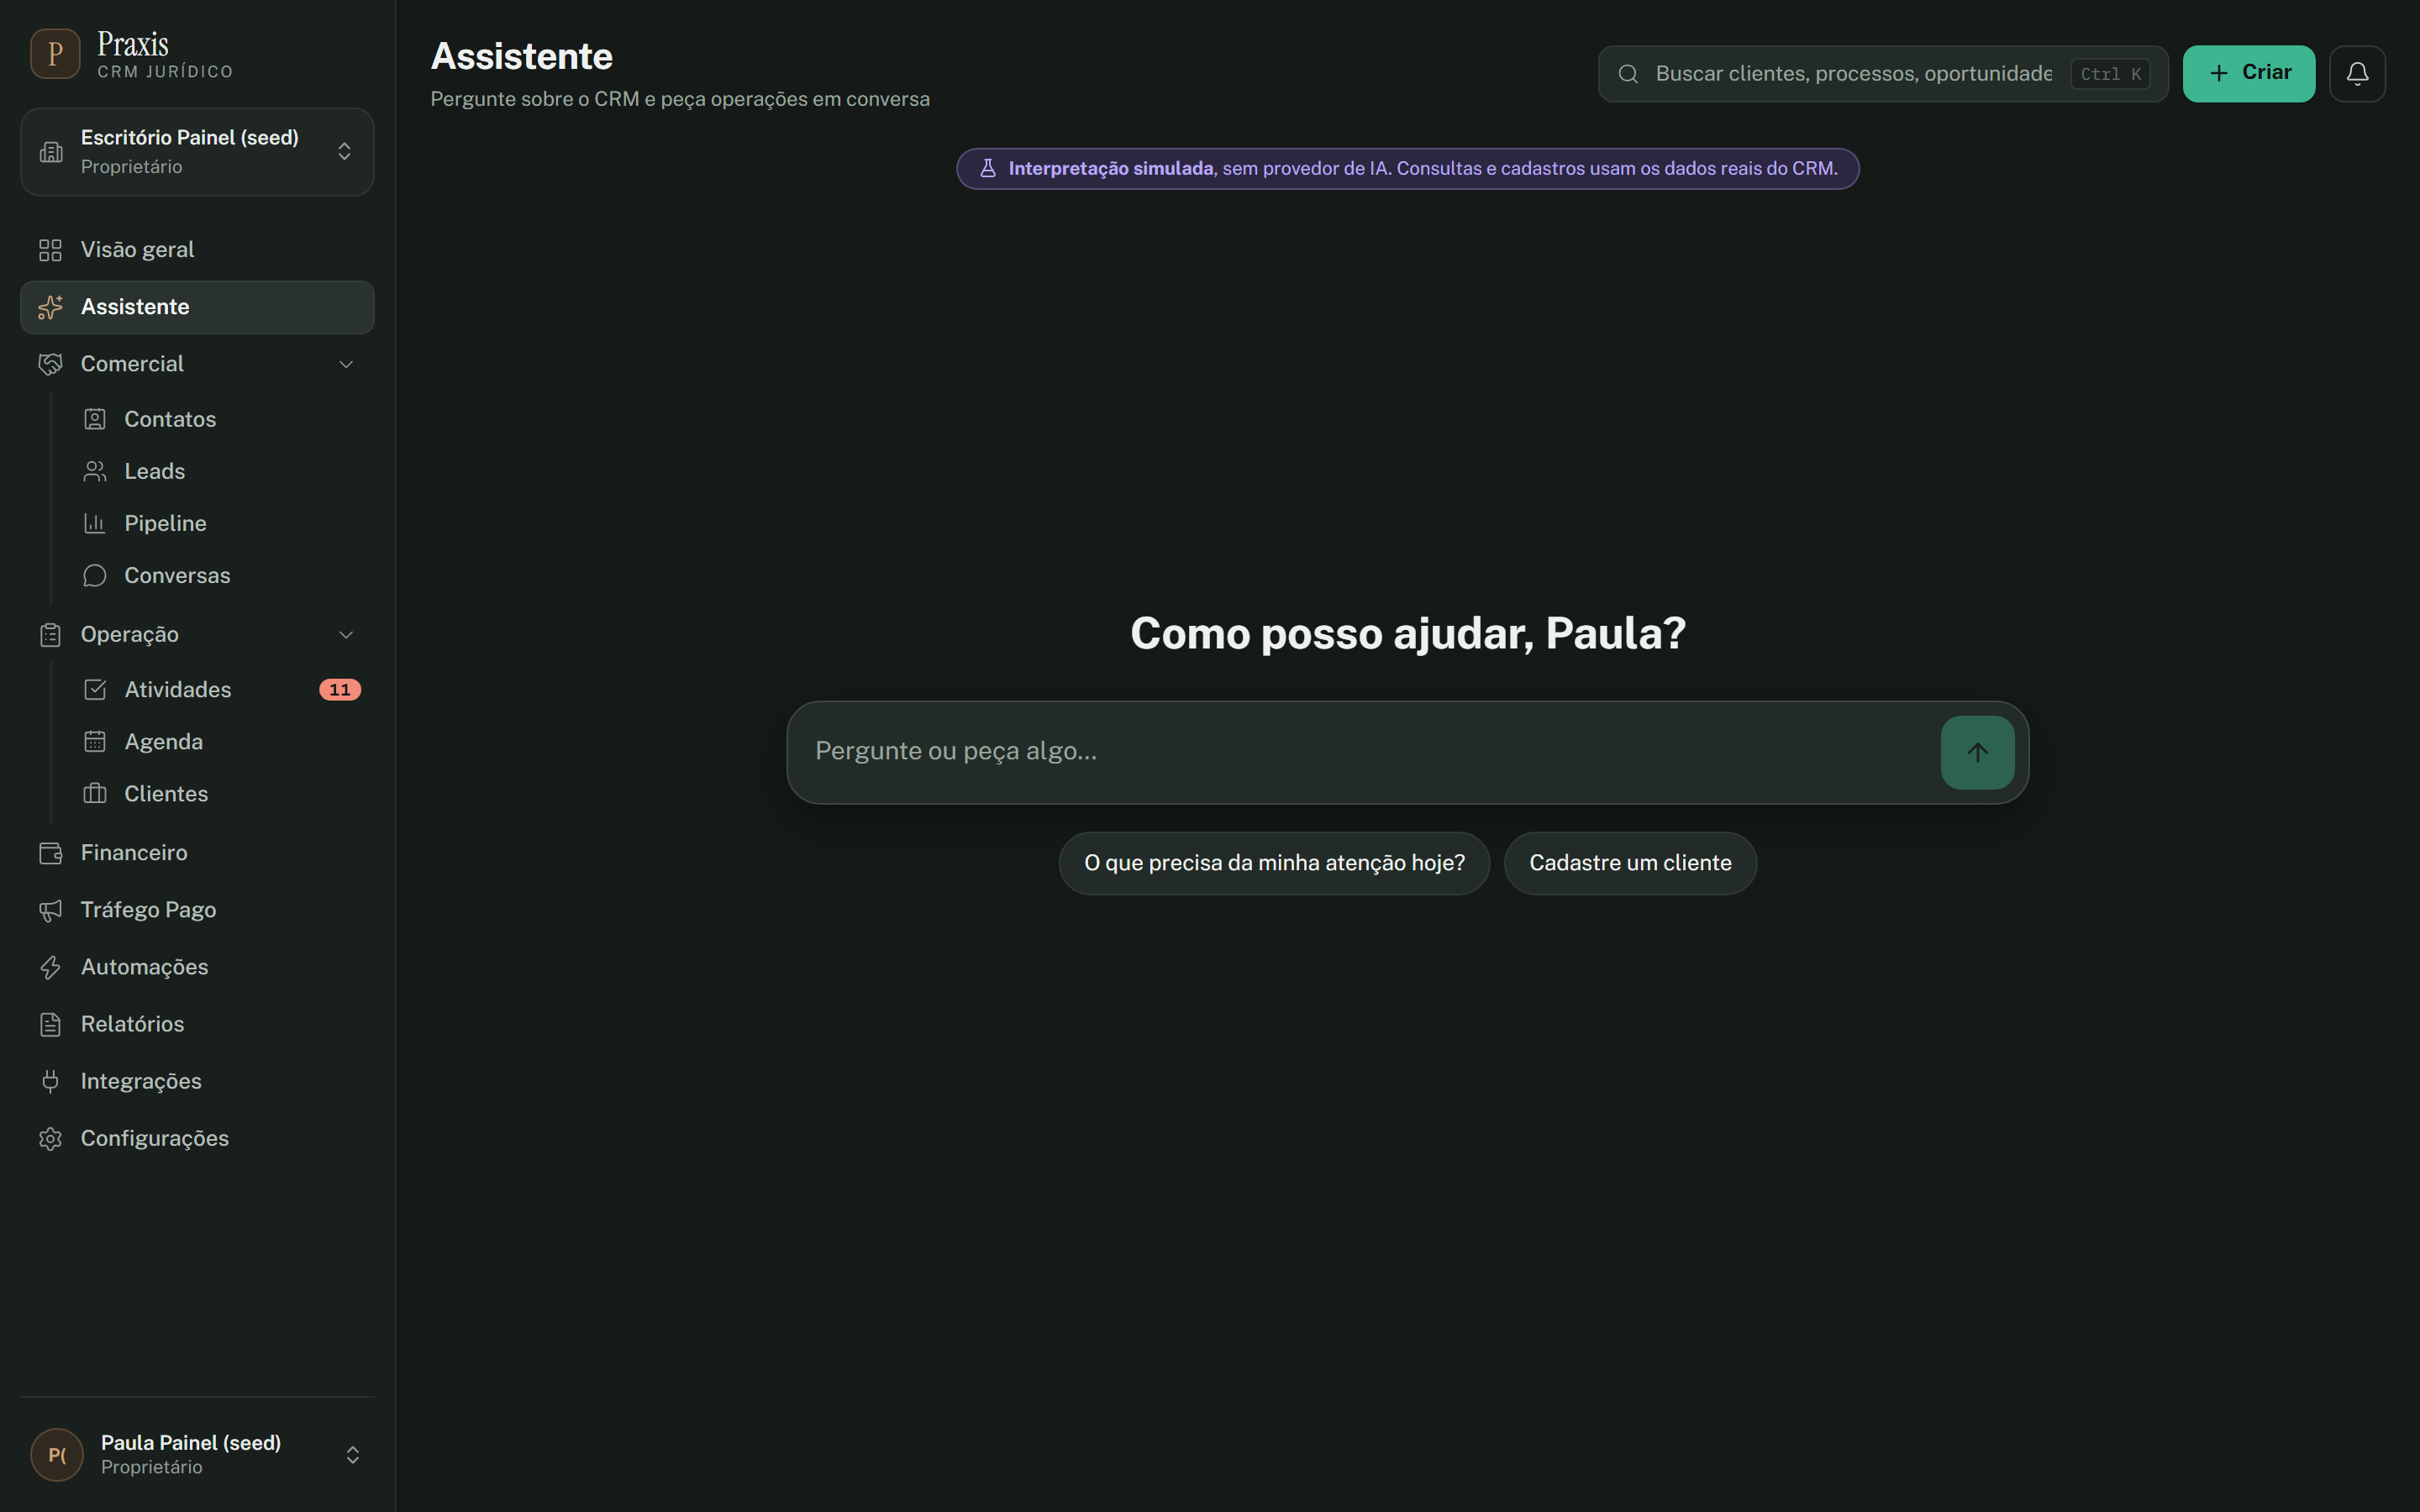 P
Praxis
CRM JURÍDICO
Escritório Painel (seed)
Proprietário
Visão geral
Assistente
Comercial
Contatos
Leads
Pipeline
Conversas
Operação
Atividades 11
Agenda
Clientes
Financeiro
Tráfego Pago
Automações
Relatórios
Integrações
Configurações
P(
Paula Painel (seed)
Proprietário
Assistente
Pergunte sobre o CRM e peça operações em conversa
Buscar clientes, processos, oportunidade Ctrl K
Criar
Interpretação simulada, sem provedor de IA. Consultas e cadastros usam os dados reais do CRM.
Como posso ajudar, Paula?
Pergunte ou peça algo...
O que precisa da minha atenção hoje?
Cadastre um cliente